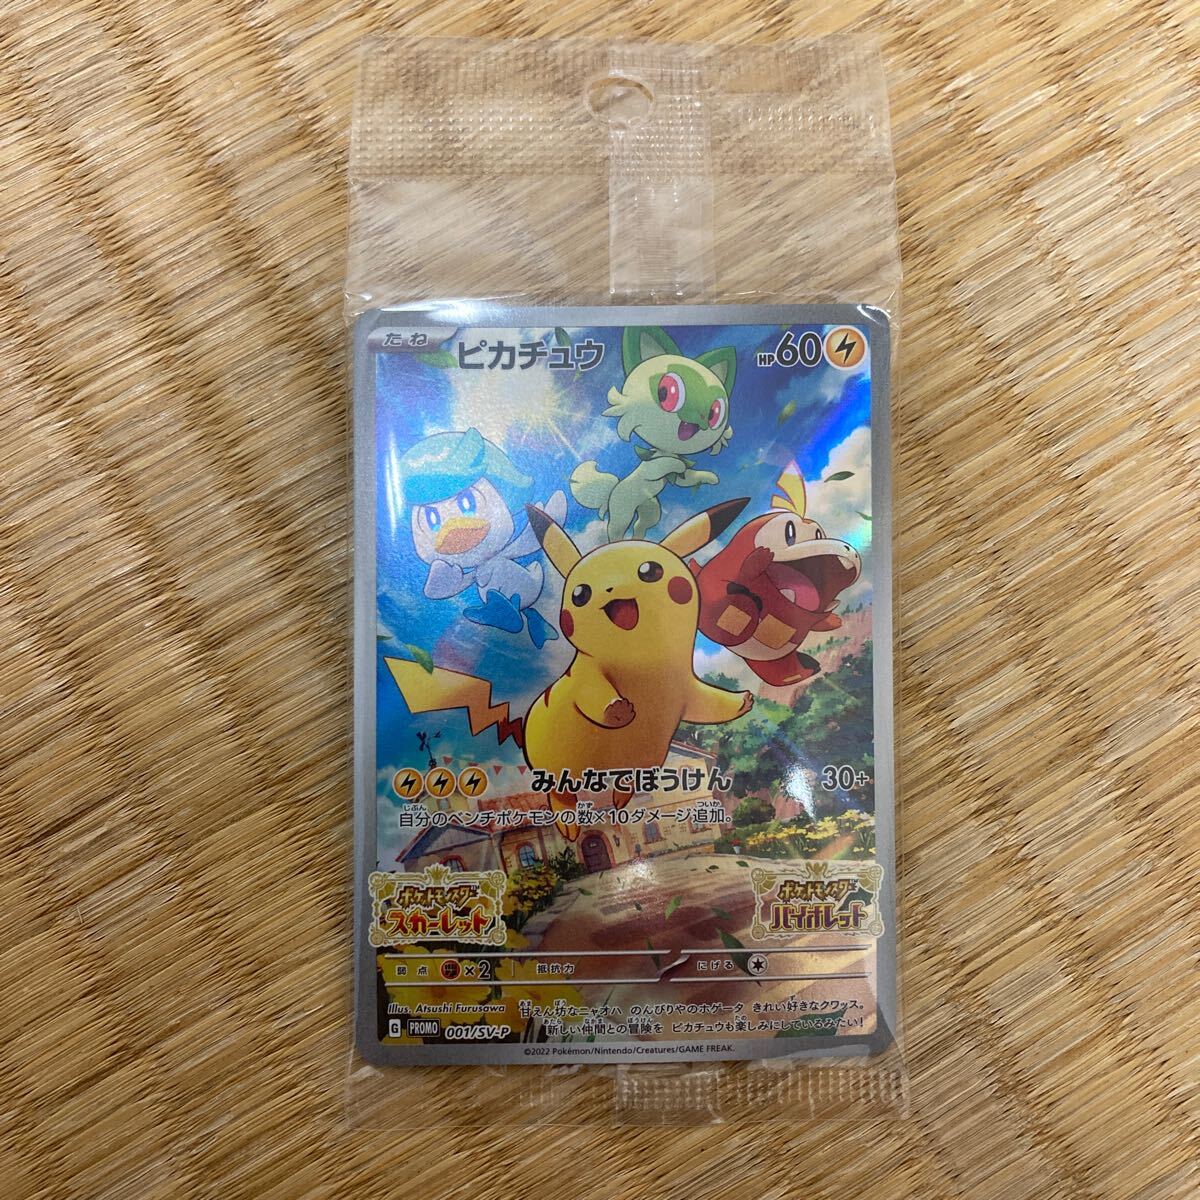 たね
ピカチュウ
HP60
みんなでぼうけん 30+
自分のベンチポケモンの数×10ダメージ追加。
ポケットモンスター
スカーレット
ポケットモンスター
バイオレット
弱点 ×2 抵抗力 にげる
Illus. Atsushi Furusawa
G PROMO 001/SV-P
甘えん坊なニャオハ のんびりやのホゲータ きれい好きなクワッス。
新しい仲間との冒険を ピカチュウも楽しみにしているみたい!
©2022 Pokémon/Nintendo/Creatures/GAME FREAK.